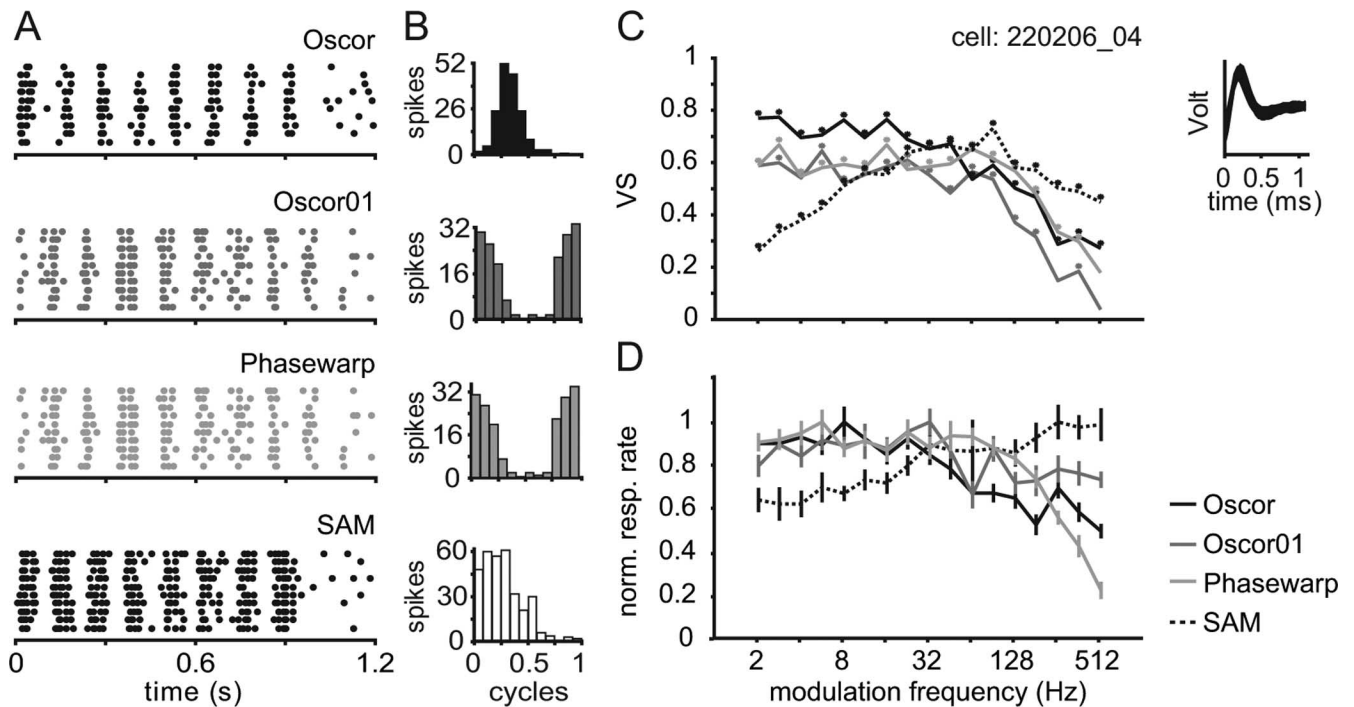 A
Oscor
Oscor01
Phasewarp
SAM
0
0.6
1.2
time (s)
B
52
26
0
spikes
32
16
0
spikes
32
16
0
spikes
60
30
0
spikes
0
0.5
1
cycles
C
cell: 220206_04
1
0.8
0.6
0.4
0.2
0
VS
Volt
0
0.5
1
time (ms)
D
1
0.8
0.6
0.4
0.2
0
norm. resp. rate
2
8
32
128
512
modulation frequency (Hz)
Oscor
Oscor01
Phasewarp
SAM